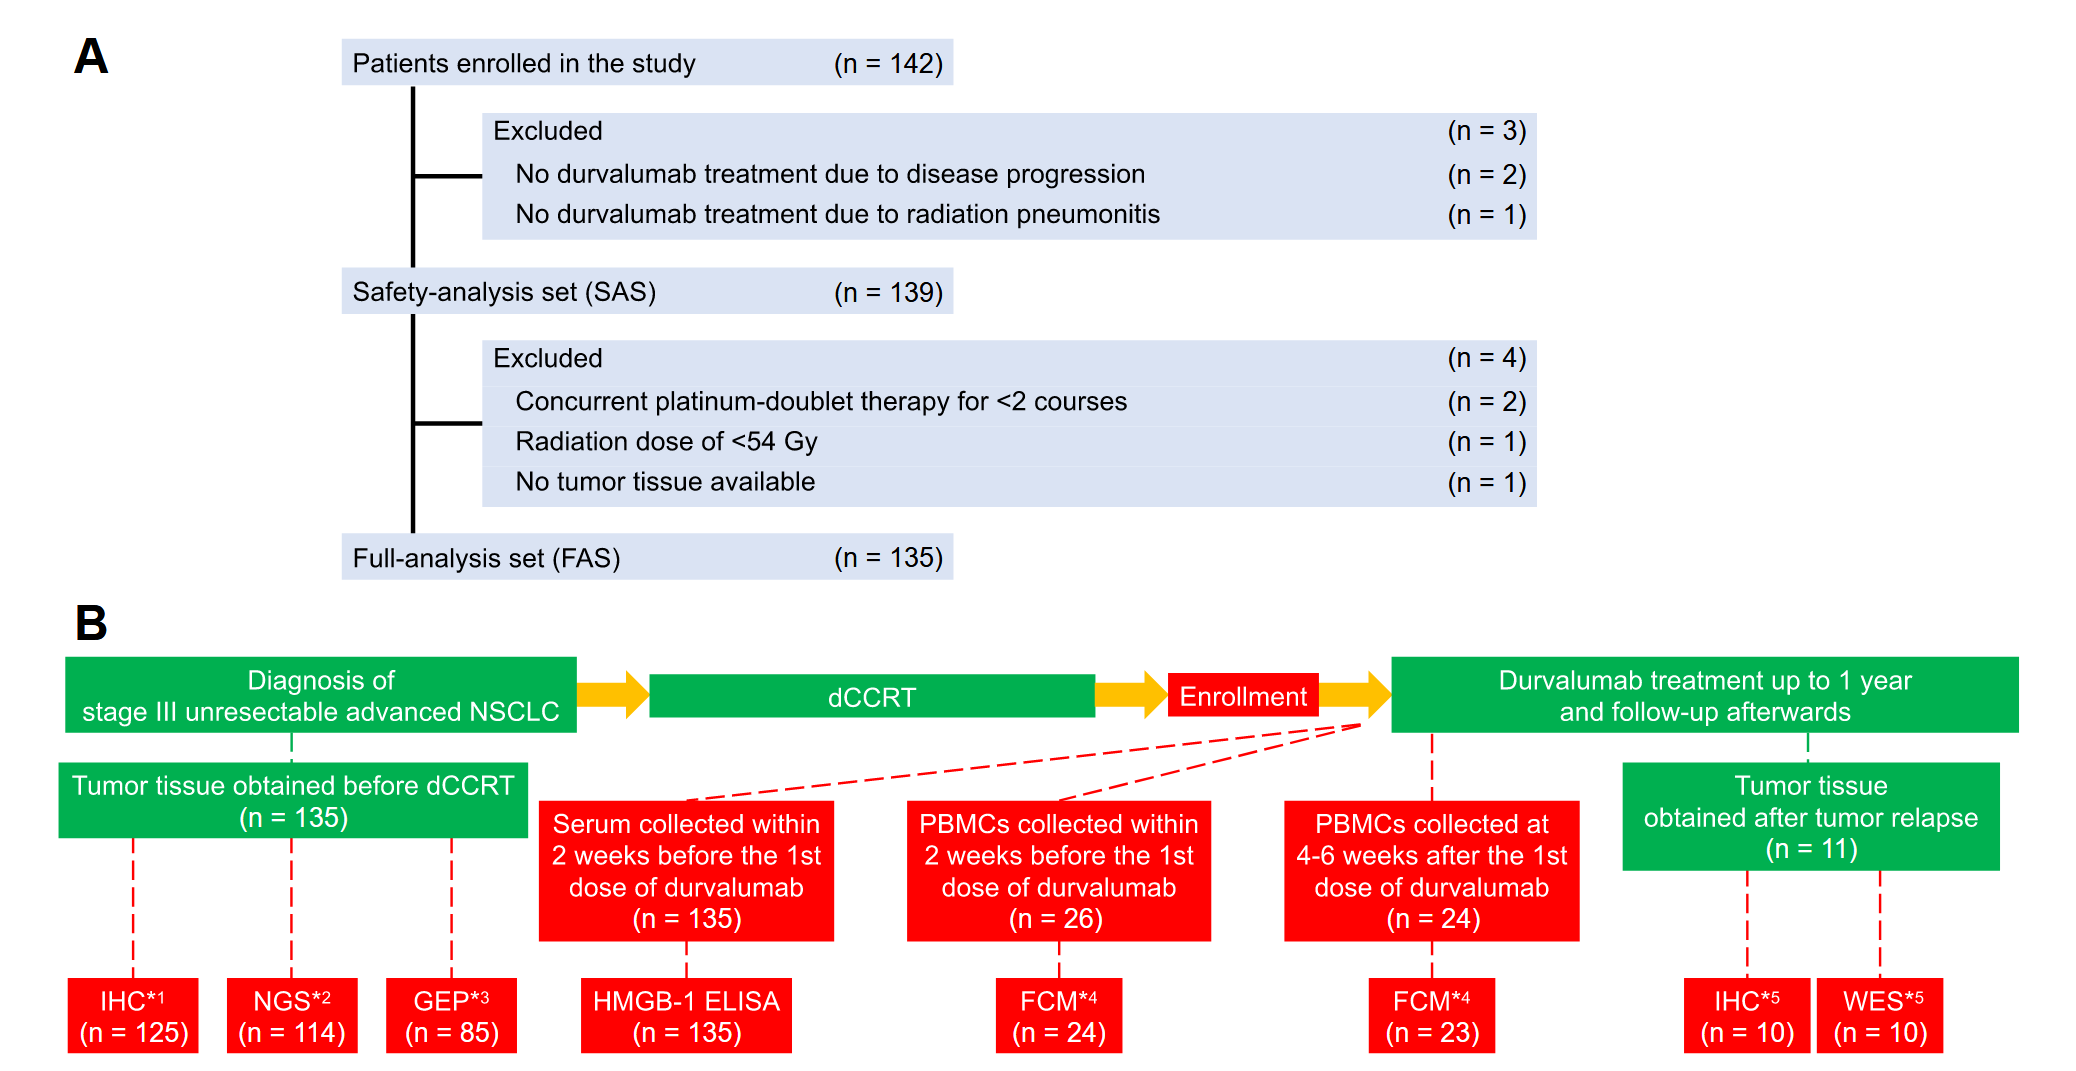 A
Patients enrolled in the study (n = 142)
Excluded (n = 3)
No durvalumab treatment due to disease progression (n = 2)
No durvalumab treatment due to radiation pneumonitis (n = 1)
Safety-analysis set (SAS) (n = 139)
Excluded (n = 4)
Concurrent platinum-doublet therapy for <2 courses (n = 2)
Radiation dose of <54 Gy (n = 1)
No tumor tissue available (n = 1)
Full-analysis set (FAS) (n = 135)
B
Diagnosis of
stage III unresectable advanced NSCLC
dCCRT
Enrollment
Durvalumab treatment up to 1 year
and follow-up afterwards
Tumor tissue obtained before dCCRT
(n = 135)
Serum collected within
2 weeks before the 1st
dose of durvalumab
(n = 135)
PBMCs collected within
2 weeks before the 1st
dose of durvalumab
(n = 26)
PBMCs collected at
4-6 weeks after the 1st
dose of durvalumab
(n = 24)
Tumor tissue
obtained after tumor relapse
(n = 11)
IHC*1
(n = 125)
NGS*2
(n = 114)
GEP*3
(n = 85)
HMGB-1 ELISA
(n = 135)
FCM*4
(n = 24)
FCM*4
(n = 23)
IHC*5
(n = 10)
WES*5
(n = 10)